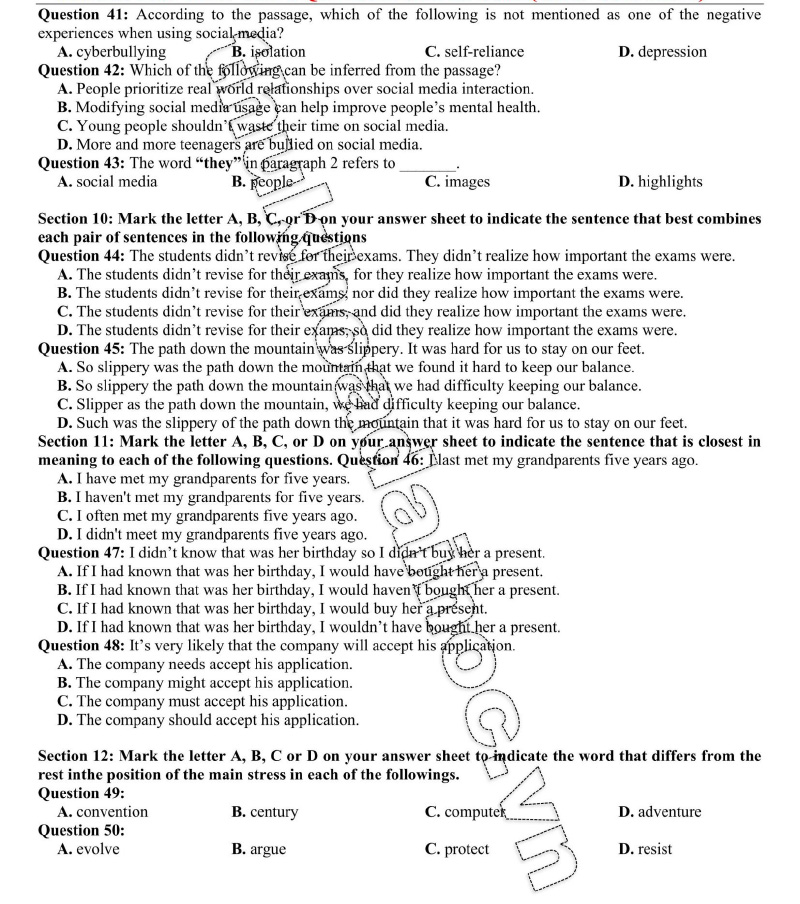 Question 41: According to the passage, which of the following is not mentioned as one of the negative
experiences when using social media?
A. cyberbullying B. isolation C. self-reliance D. depression
Question 42: Which of the following can be inferred from the passage?
A. People prioritize real world relationships over social media interaction.
B. Modifying social media usage can help improve people’s mental health.
C. Young people shouldn’t waste their time on social media.
D. More and more teenagers are bullied on social media.
Question 43: The word “they” in paragraph 2 refers to _______.
A. social media B. people C. images D. highlights
Section 10: Mark the letter A, B, C, or D on your answer sheet to indicate the sentence that best combines
each pair of sentences in the following questions
Question 44: The students didn’t revise for their exams. They didn’t realize how important the exams were.
A. The students didn’t revise for their exams, for they realize how important the exams were.
B. The students didn’t revise for their exams, nor did they realize how important the exams were.
C. The students didn’t revise for their exams, and did they realize how important the exams were.
D. The students didn’t revise for their exams, so did they realize how important the exams were.
Question 45: The path down the mountain was slippery. It was hard for us to stay on our feet.
A. So slippery was the path down the mountain that we found it hard to keep our balance.
B. So slippery the path down the mountain was that we had difficulty keeping our balance.
C. Slipper as the path down the mountain, we had difficulty keeping our balance.
D. Such was the slippery of the path down the mountain that it was hard for us to stay on our feet.
Section 11: Mark the letter A, B, C, or D on your answer sheet to indicate the sentence that is closest in
meaning to each of the following questions. Question 46: I last met my grandparents five years ago.
A. I have met my grandparents for five years.
B. I haven't met my grandparents for five years.
C. I often met my grandparents five years ago.
D. I didn't meet my grandparents five years ago.
Question 47: I didn’t know that was her birthday so I didn’t buy her a present.
A. If I had known that was her birthday, I would have bought her a present.
B. If I had known that was her birthday, I would haven’t bought her a present.
C. If I had known that was her birthday, I would buy her a present.
D. If I had known that was her birthday, I wouldn’t have bought her a present.
Question 48: It’s very likely that the company will accept his application.
A. The company needs accept his application.
B. The company might accept his application.
C. The company must accept his application.
D. The company should accept his application.
Section 12: Mark the letter A, B, C or D on your answer sheet to indicate the word that differs from the
rest inthe position of the main stress in each of the followings.
Question 49:
A. convention B. century C. computer D. adventure
Question 50:
A. evolve B. argue C. protect D. resist